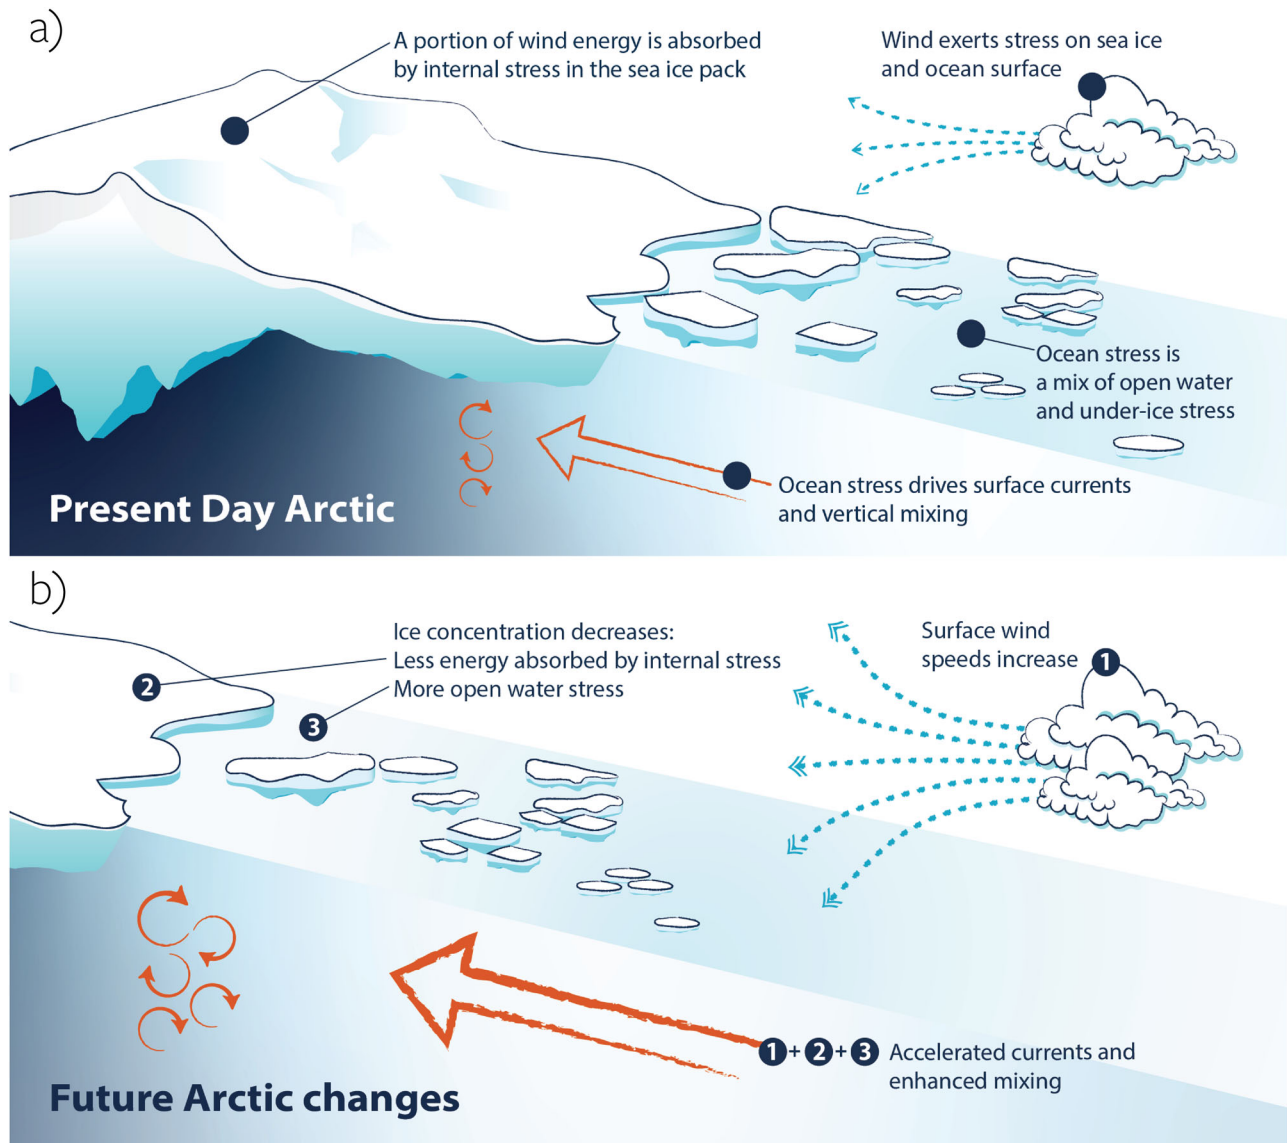 a)
A portion of wind energy is absorbed
by internal stress in the sea ice pack
Wind exerts stress on sea ice
and ocean surface
Ocean stress is
a mix of open water
and under-ice stress
Ocean stress drives surface currents
and vertical mixing
Present Day Arctic
b)
Ice concentration decreases:
Less energy absorbed by internal stress
More open water stress
2
3
Surface wind
speeds increase 1
1+2+3 Accelerated currents and
enhanced mixing
Future Arctic changes